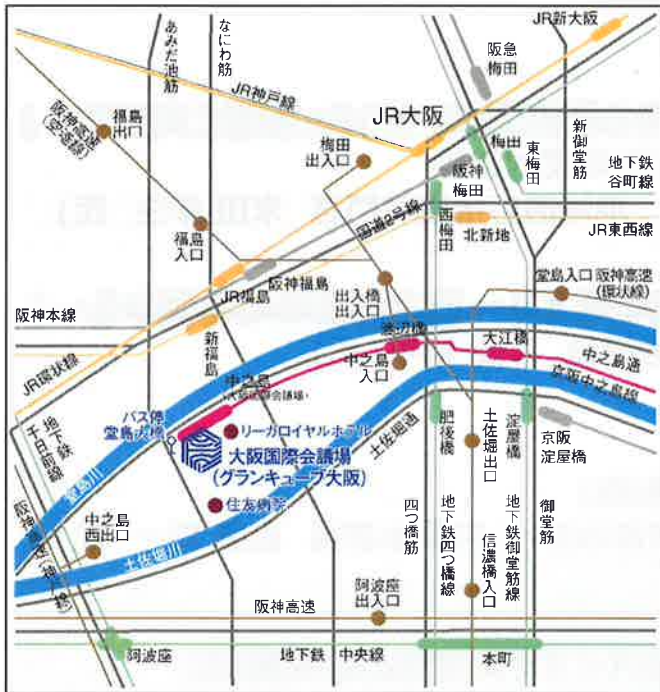 JR新大阪
あみだ池筋
なにわ筋
阪急
梅田
JR神戸線
JR大阪
新御堂筋
阪神高速
(空港線)
福島
出口
梅田
出入口
阪神
梅田
梅田
東梅田
地下鉄
谷町線
国道2号線
西梅田
北新地
JR東西線
福島
入口
JR福島
阪神福島
出入橋
出入口
堂島入口
阪神高速
(環状線)
阪神本線
新福島
渡辺橋
大江橋
中之島
入口
中之島通
京阪中之島線
JR環状線
中之島
(大阪国際会議場)
バス停
堂島大橋
リーガロイヤルホテル
土佐堀通
地下鉄
千日前線
大阪国際会議場
(グランキューブ大阪)
肥後橋
土佐堀出口
淀屋橋
京阪
淀屋橋
堂島川
住友病院
中之島
西出口
阪神高速(神戸線)
土佐堀川
四つ橋筋
地下鉄四つ橋線
信濃橋入口
地下鉄御堂筋線
御堂筋
阪神高速
阿波座
出入口
阿波座
地下鉄
中央線
本町